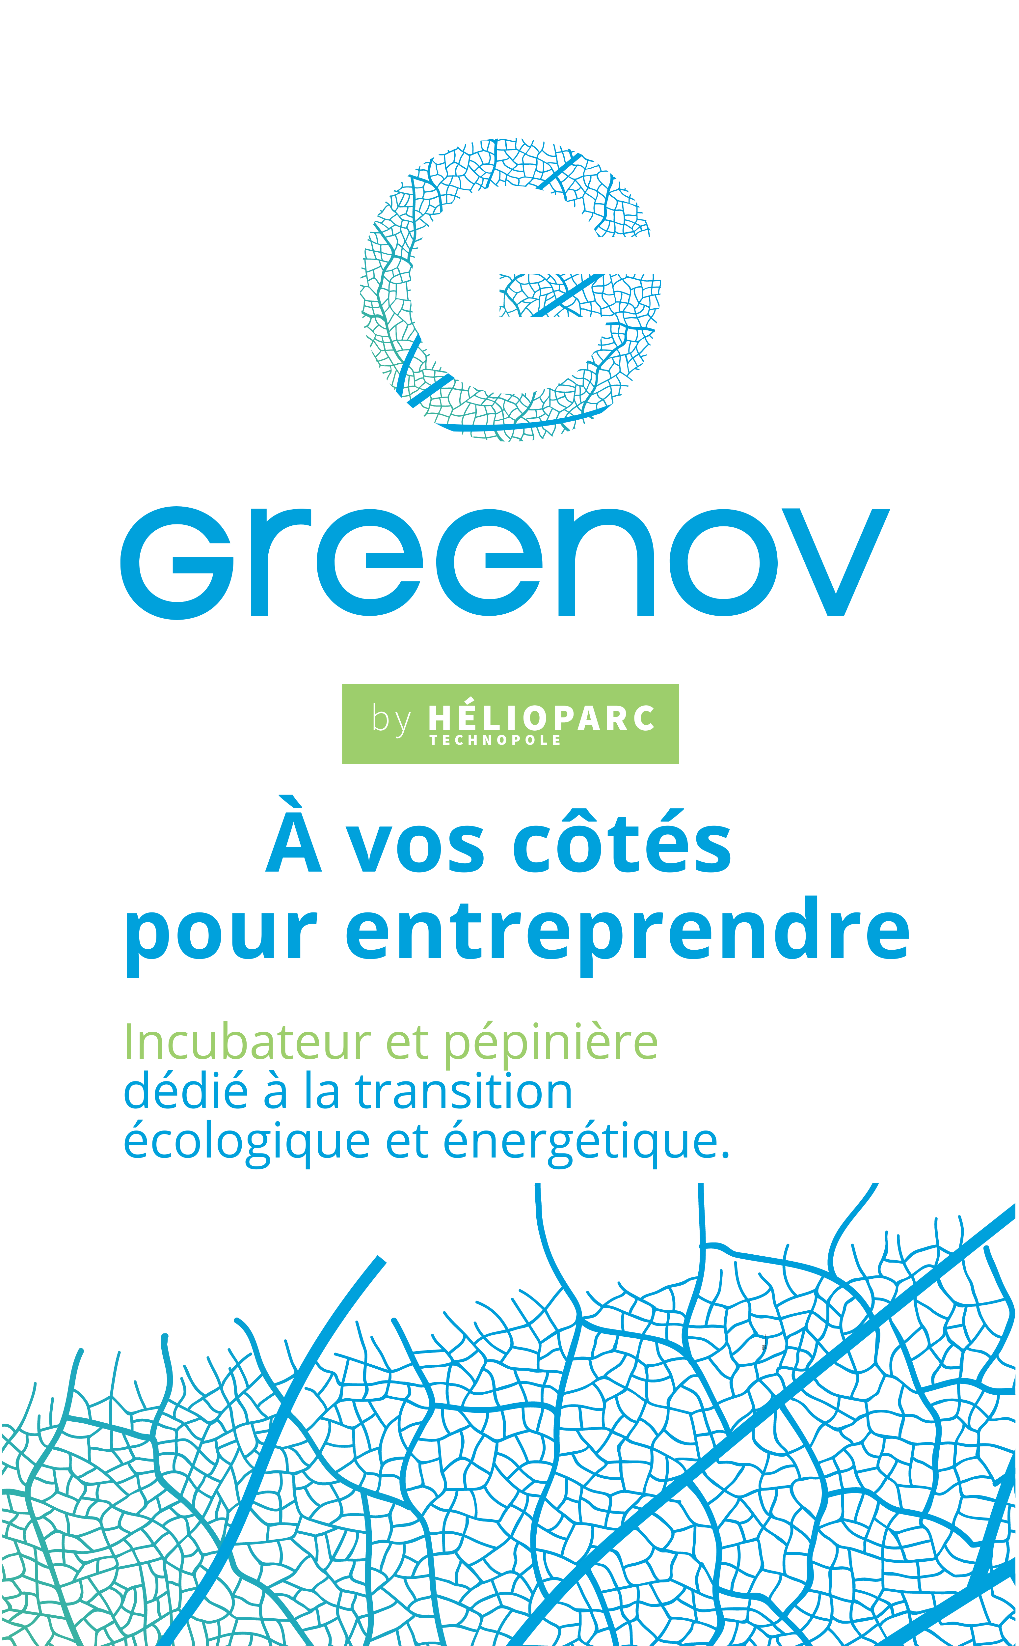 G
Greenov
by HÉLIOPARC
TECHNOPOLE
À vos côtés
pour entreprendre
Incubateur et pépinière
dédié à la transition
écologique et énergétique.